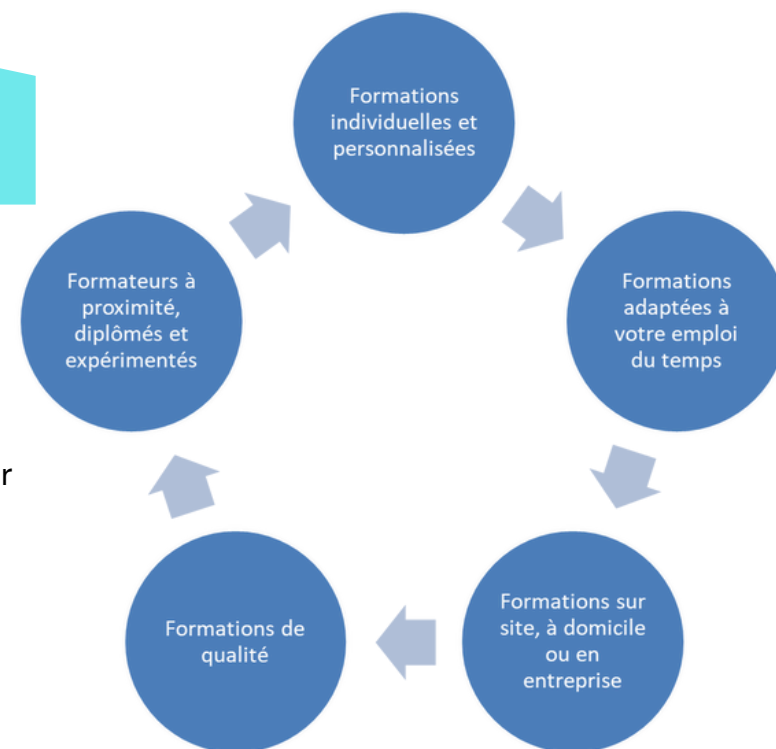 Formations
individuelles et
personnalisées
Formations
adaptées à
votre emploi
du temps
Formations sur
site, à domicile
ou en
entreprise
Formations de
qualité
Formateurs à
proximité,
diplômés et
expérimentés
r